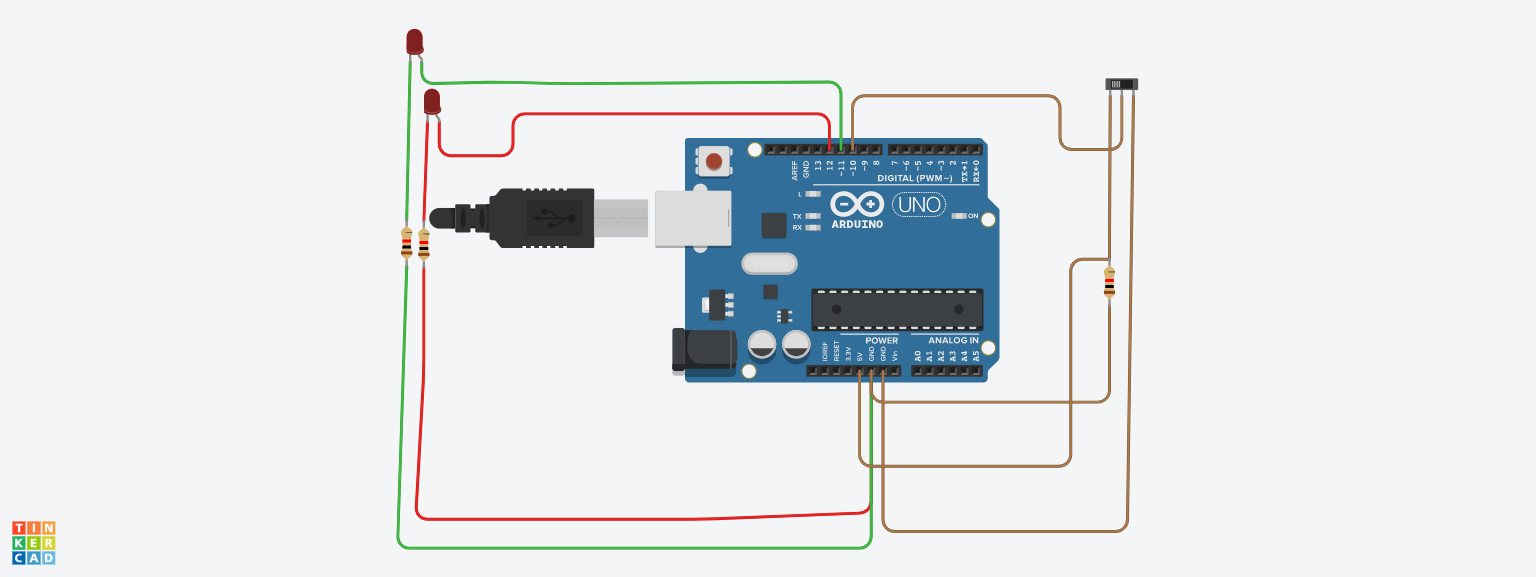 AREF
GND
13
12
~11
~10
~9
8
7
~6
~5
4
~3
2
TX→1
RX←0
DIGITAL (PWM~)
L
TX
RX
ARDUINO
UNO
ON
POWER
ANALOG IN
IOREF
RESET
3.3V
5V
GND
GND
Vin
A0
A1
A2
A3
A4
A5
TIN
KER
CAD